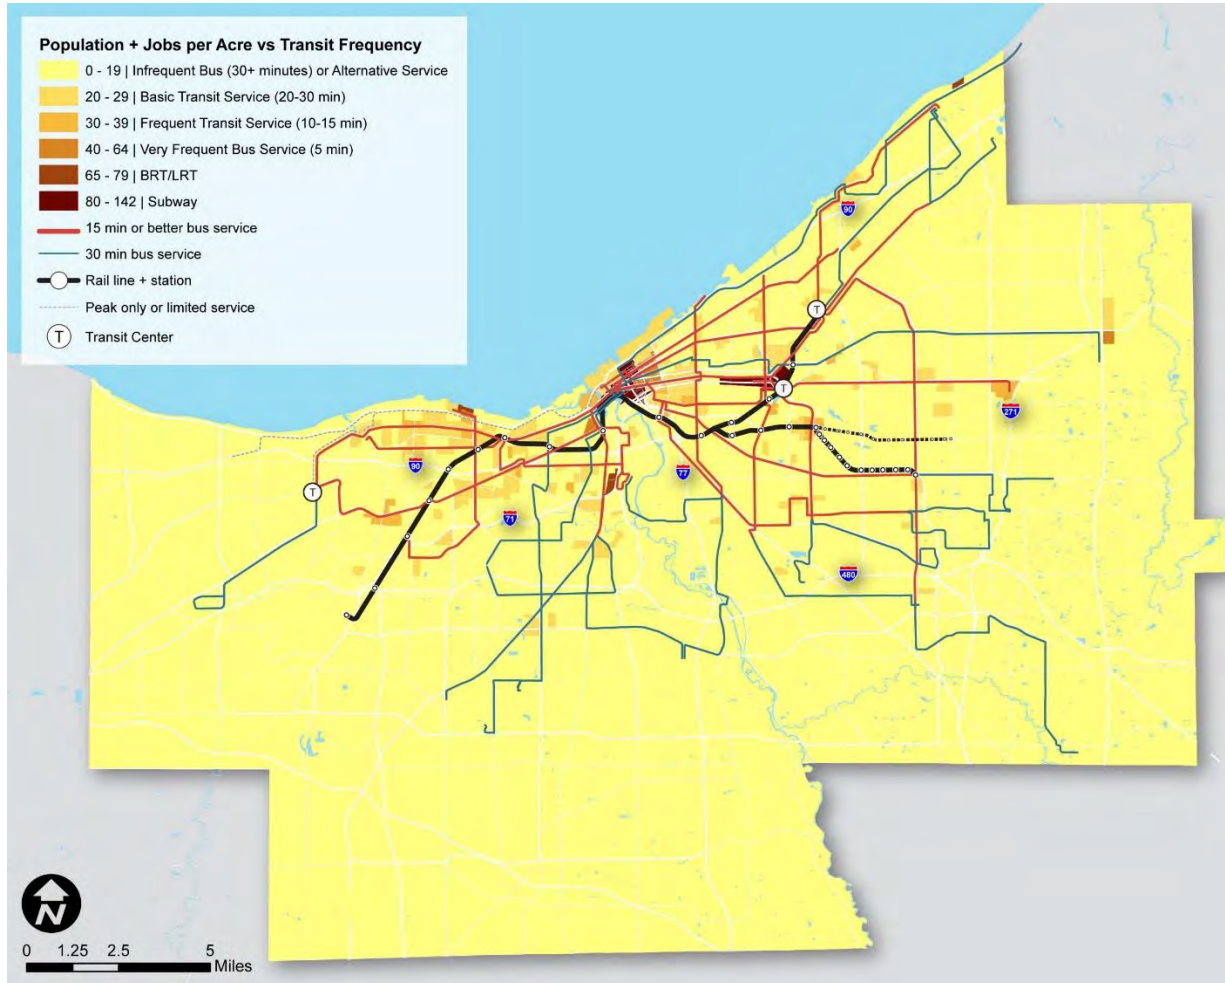 Population + Jobs per Acre vs Transit Frequency
0 - 19 | Infrequent Bus (30+ minutes) or Alternative Service
20 - 29 | Basic Transit Service (20-30 min)
30 - 39 | Frequent Transit Service (10-15 min)
40 - 64 | Very Frequent Bus Service (5 min)
65 - 79 | BRT/LRT
80 - 142 | Subway
15 min or better bus service
30 min bus service
Rail line + station
Peak only or limited service
T Transit Center
90
T
T
271
90
77
T
71
480
N
0 1.25 2.5 5
Miles